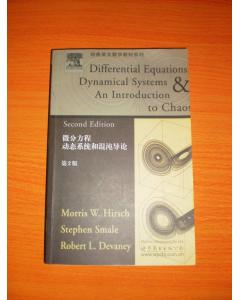 Differential Equations
Dynamical Systems &
An Introduction
to Chaos
Second Edition
微分方程
动态系统和混沌导论
第2版
Morris W. Hirsch
Stephen Smale
Robert L. Devaney